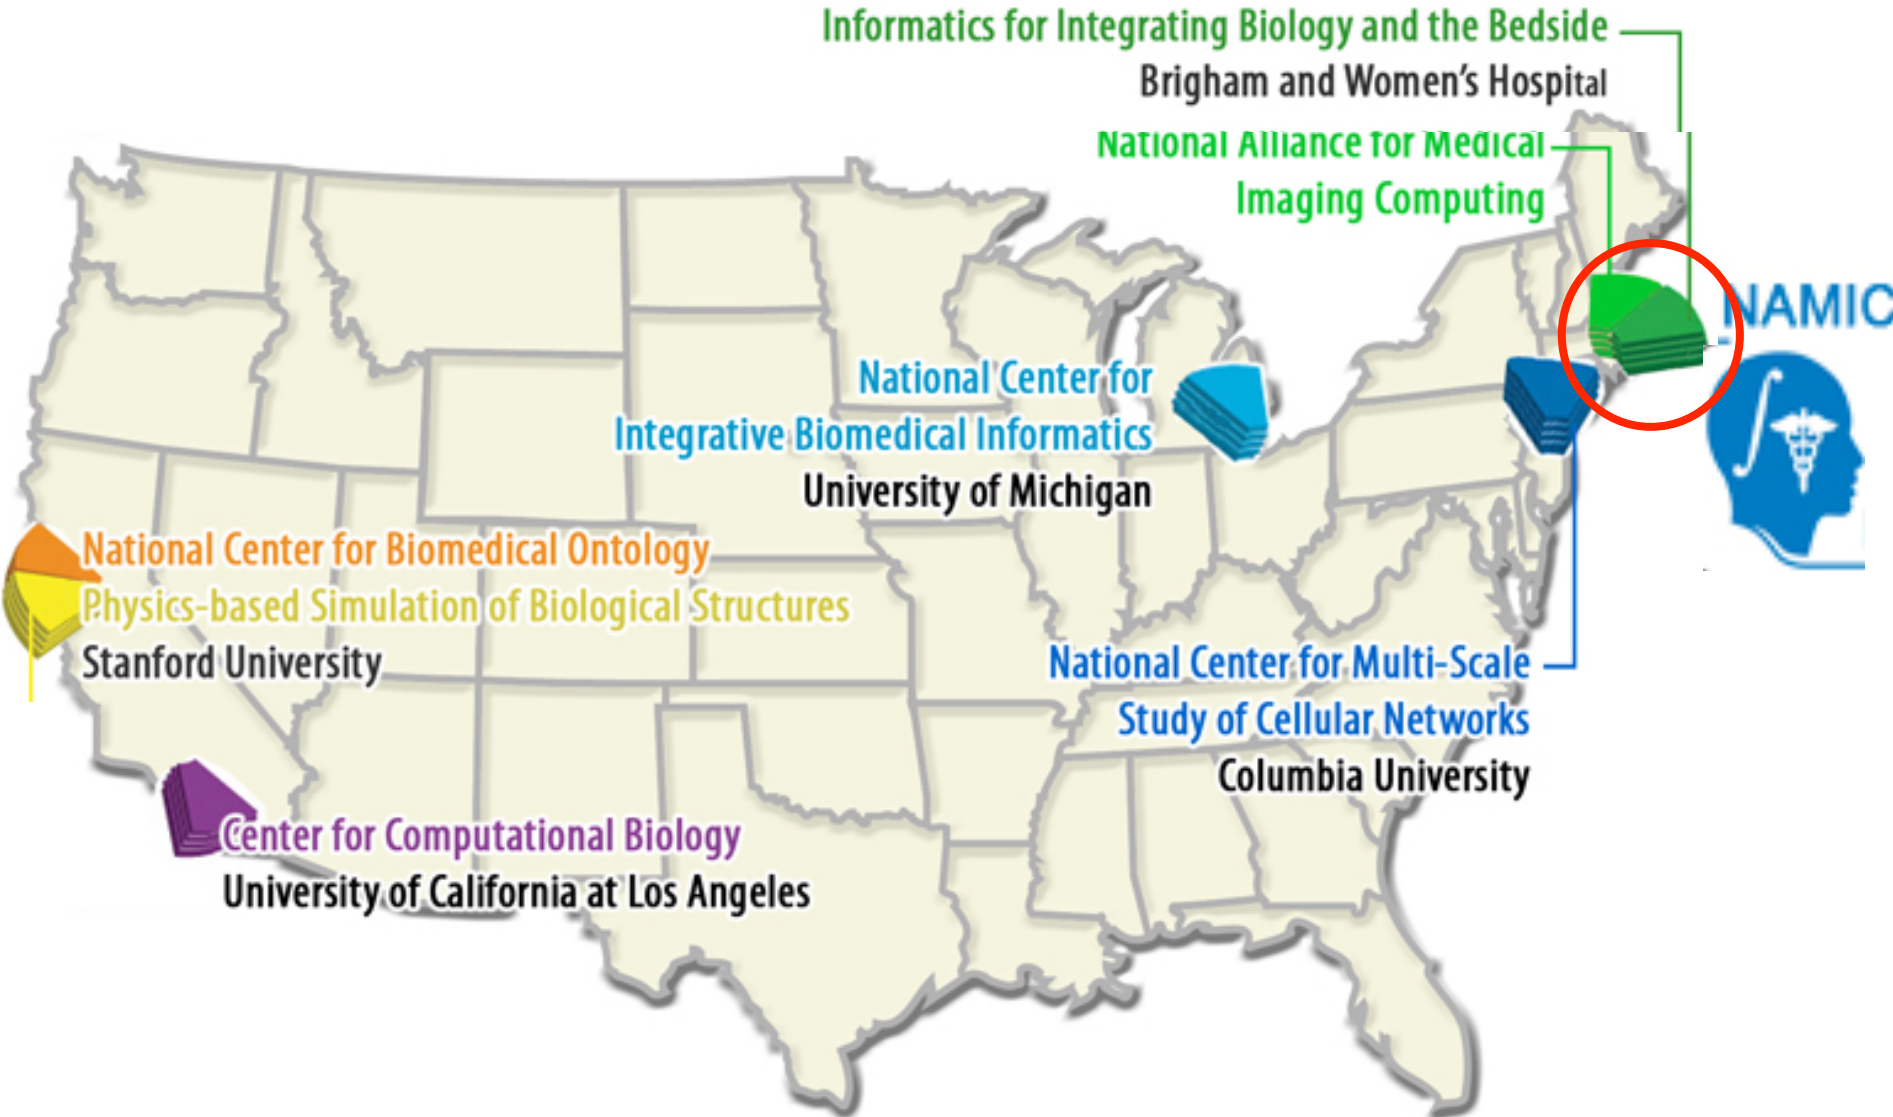 Informatics for Integrating Biology and the Bedside
Brigham and Women's Hospital
National Alliance for Medical
Imaging Computing
NAMIC
National Center for
Integrative Biomedical Informatics
University of Michigan
National Center for Biomedical Ontology
Physics-based Simulation of Biological Structures
Stanford University
National Center for Multi-Scale
Study of Cellular Networks
Columbia University
Center for Computational Biology
University of California at Los Angeles